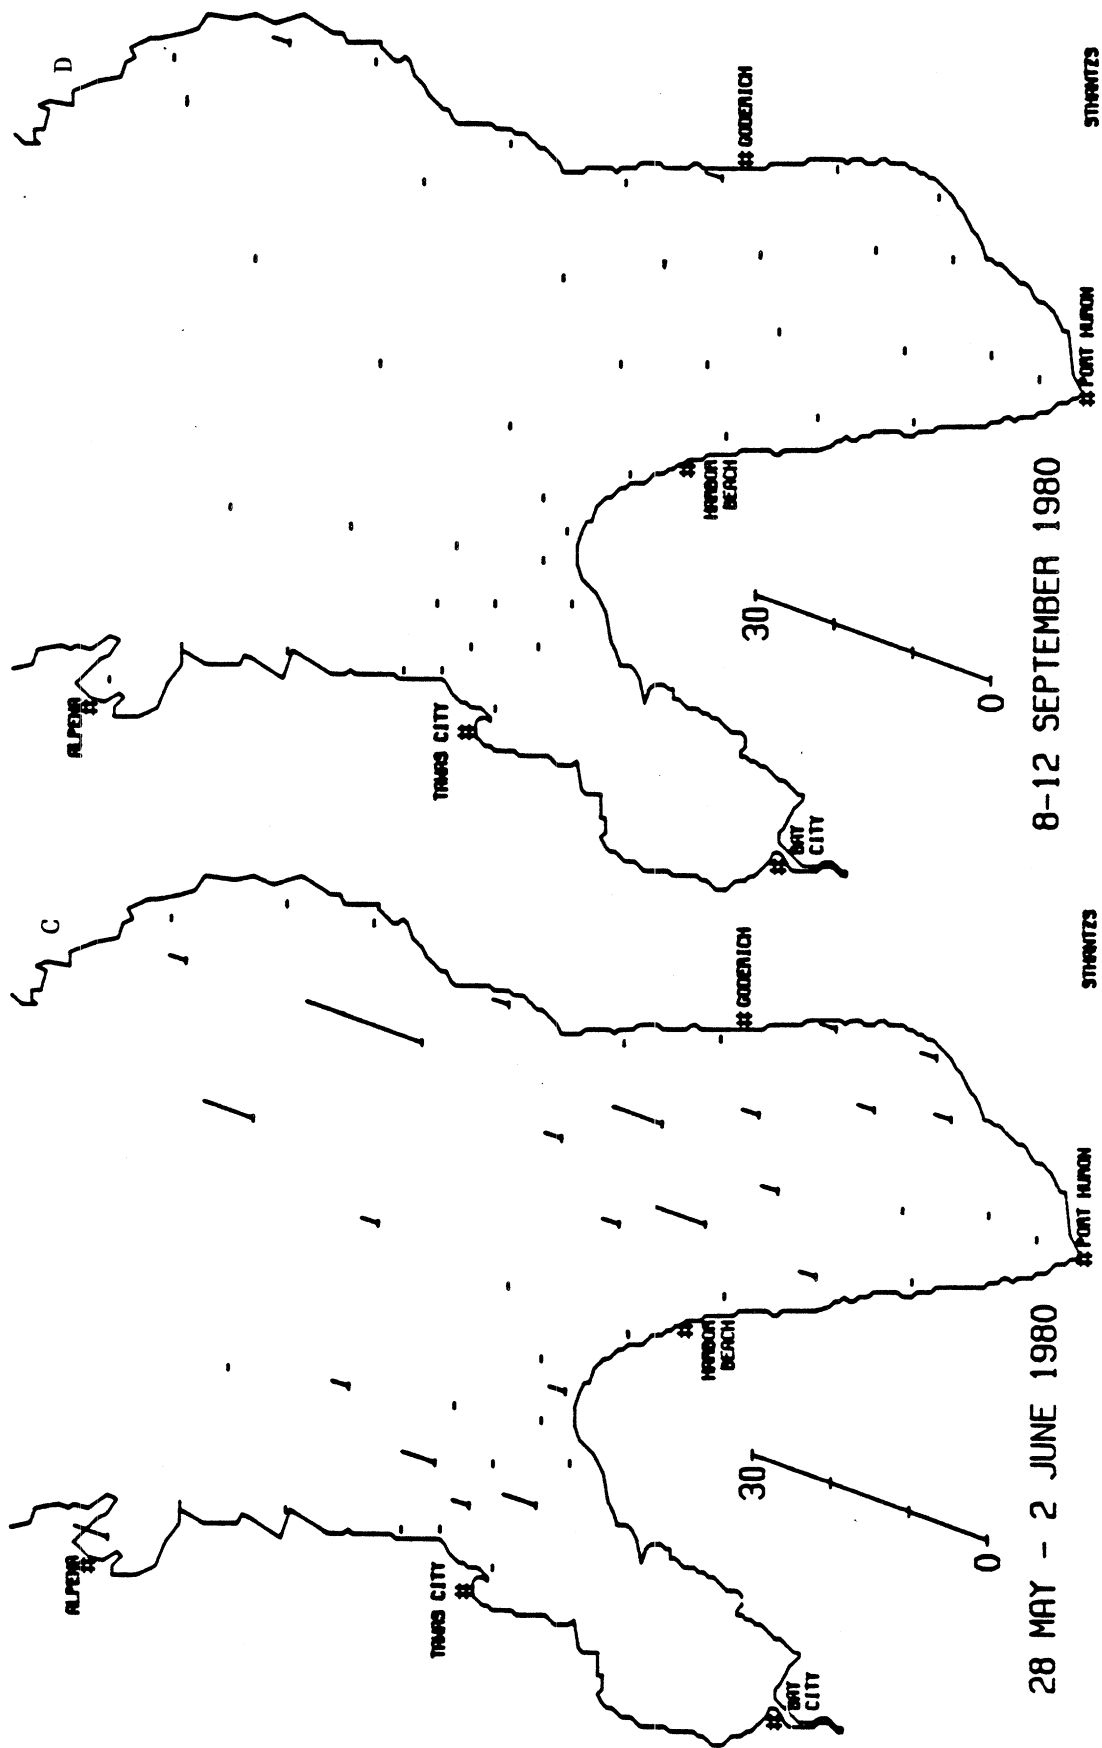 C
ALPENA
#
TAWAS CITY
#
# GODERICH
#
HARBOR
BEACH
#
BAY
CITY
30
0
# PORT HURON
28 MAY - 2 JUNE 1980
STHANTZS
D
ALPENA
#
TAWAS CITY
#
# GODERICH
#
HARBOR
BEACH
#
BAY
CITY
30
0
# PORT HURON
8-12 SEPTEMBER 1980
STHANTZS